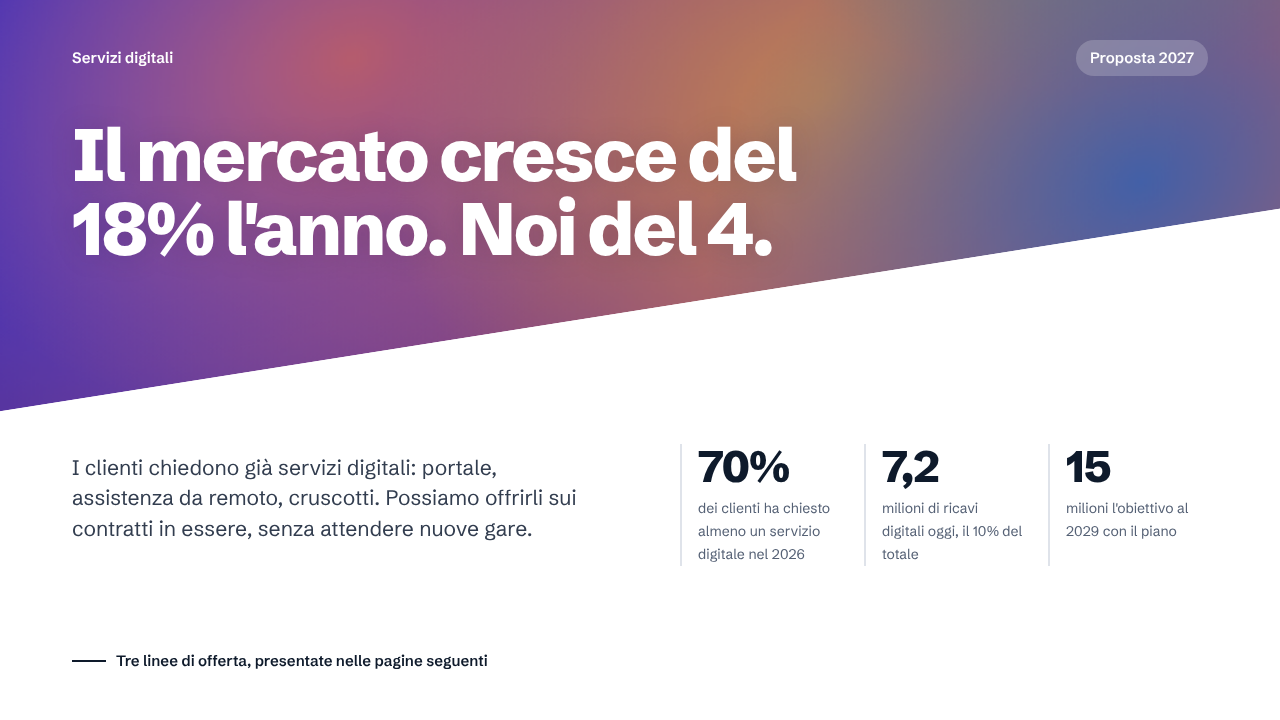 Servizi digitali
Proposta 2027
Il mercato cresce del
18% l'anno. Noi del 4.
I clienti chiedono già servizi digitali: portale,
assistenza da remoto, cruscotti. Possiamo offrirli sui
contratti in essere, senza attendere nuove gare.
70%
dei clienti ha chiesto
almeno un servizio
digitale nel 2026
7,2
milioni di ricavi
digitali oggi, il 10% del
totale
15
milioni l'obiettivo al
2029 con il piano
Tre linee di offerta, presentate nelle pagine seguenti